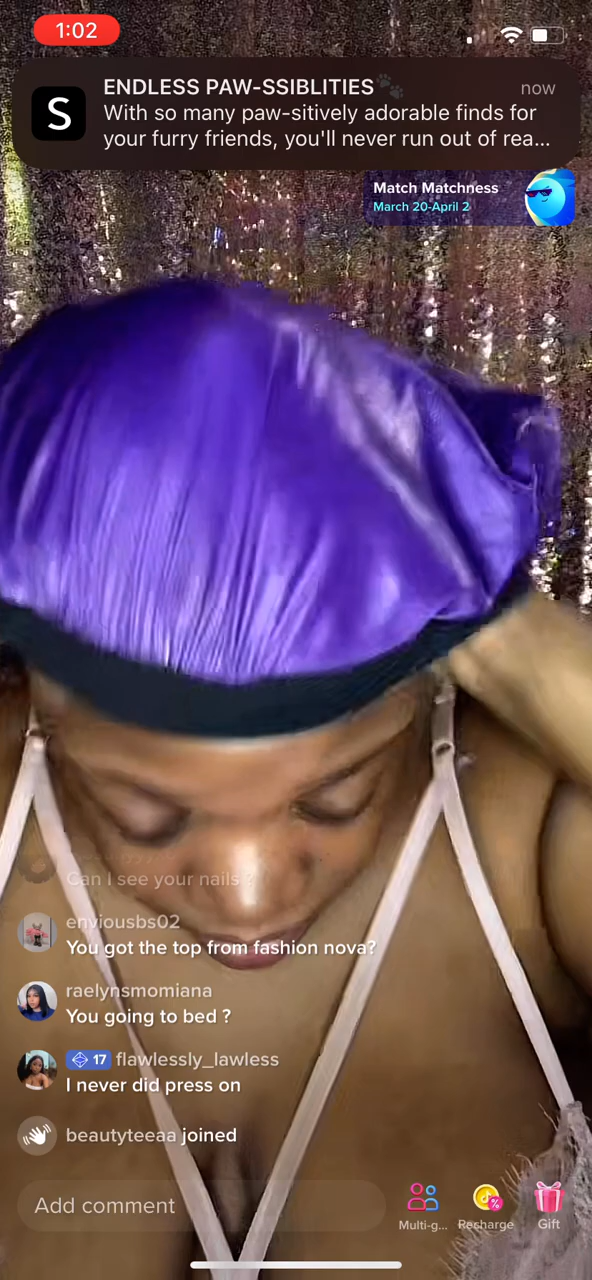 1:02
ENDLESS PAW-SSIBLITIES🐾
now
S
With so many paw-sitively adorable finds for
your furry friends, you'll never run out of rea...
Match Matchness
March 20-April 2
Can I see your nails ?
enviousbs02
You got the top from fashion nova?
raelynsmomiana
You going to bed ?
17 flawlessly_lawless
I never did press on
beautyteeaa joined
Add comment
Multi-g...
Recharge
Gift